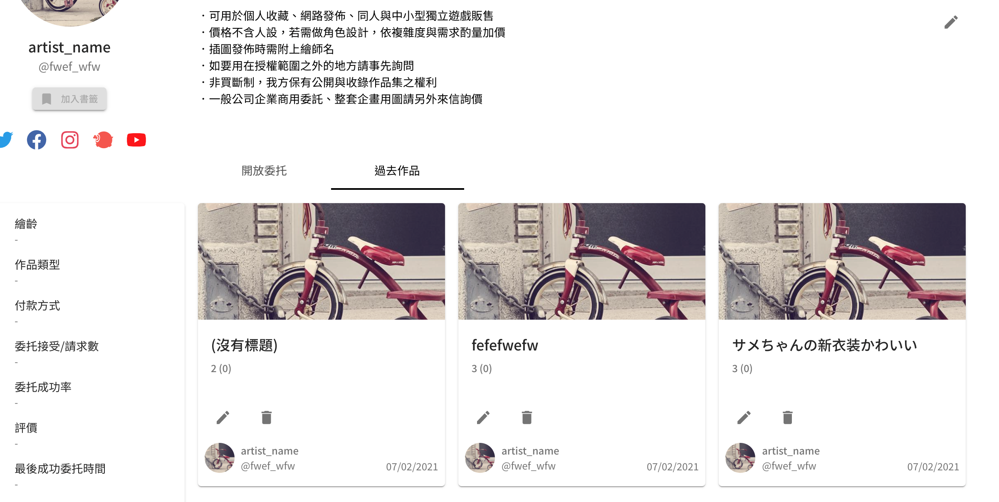 ・可用於個人收藏、網路發佈、同人與中小型獨立遊戲販售
・價格不含人設，若需做角色設計，依複雜度與需求酌量加價
・插圖發佈時需附上繪師名
・如要用在授權範圍之外的地方請事先詢問
・非買斷制，我方保有公開與收錄作品集之權利
・一般公司企業商用委託、整套企畫用圖請另外來信詢價
artist_name
@fwef_wfw
加入書籤
開放委托
過去作品
繪齡
-
作品類型
-
付款方式
-
委托接受/請求數
-
委托成功率
-
評價
-
最後成功委托時間
-
(沒有標題)
2 (0)
artist_name
@fwef_wfw
07/02/2021
fefefwefw
3 (0)
artist_name
@fwef_wfw
07/02/2021
サメちゃんの新衣装かわいい
3 (0)
artist_name
@fwef_wfw
07/02/2021